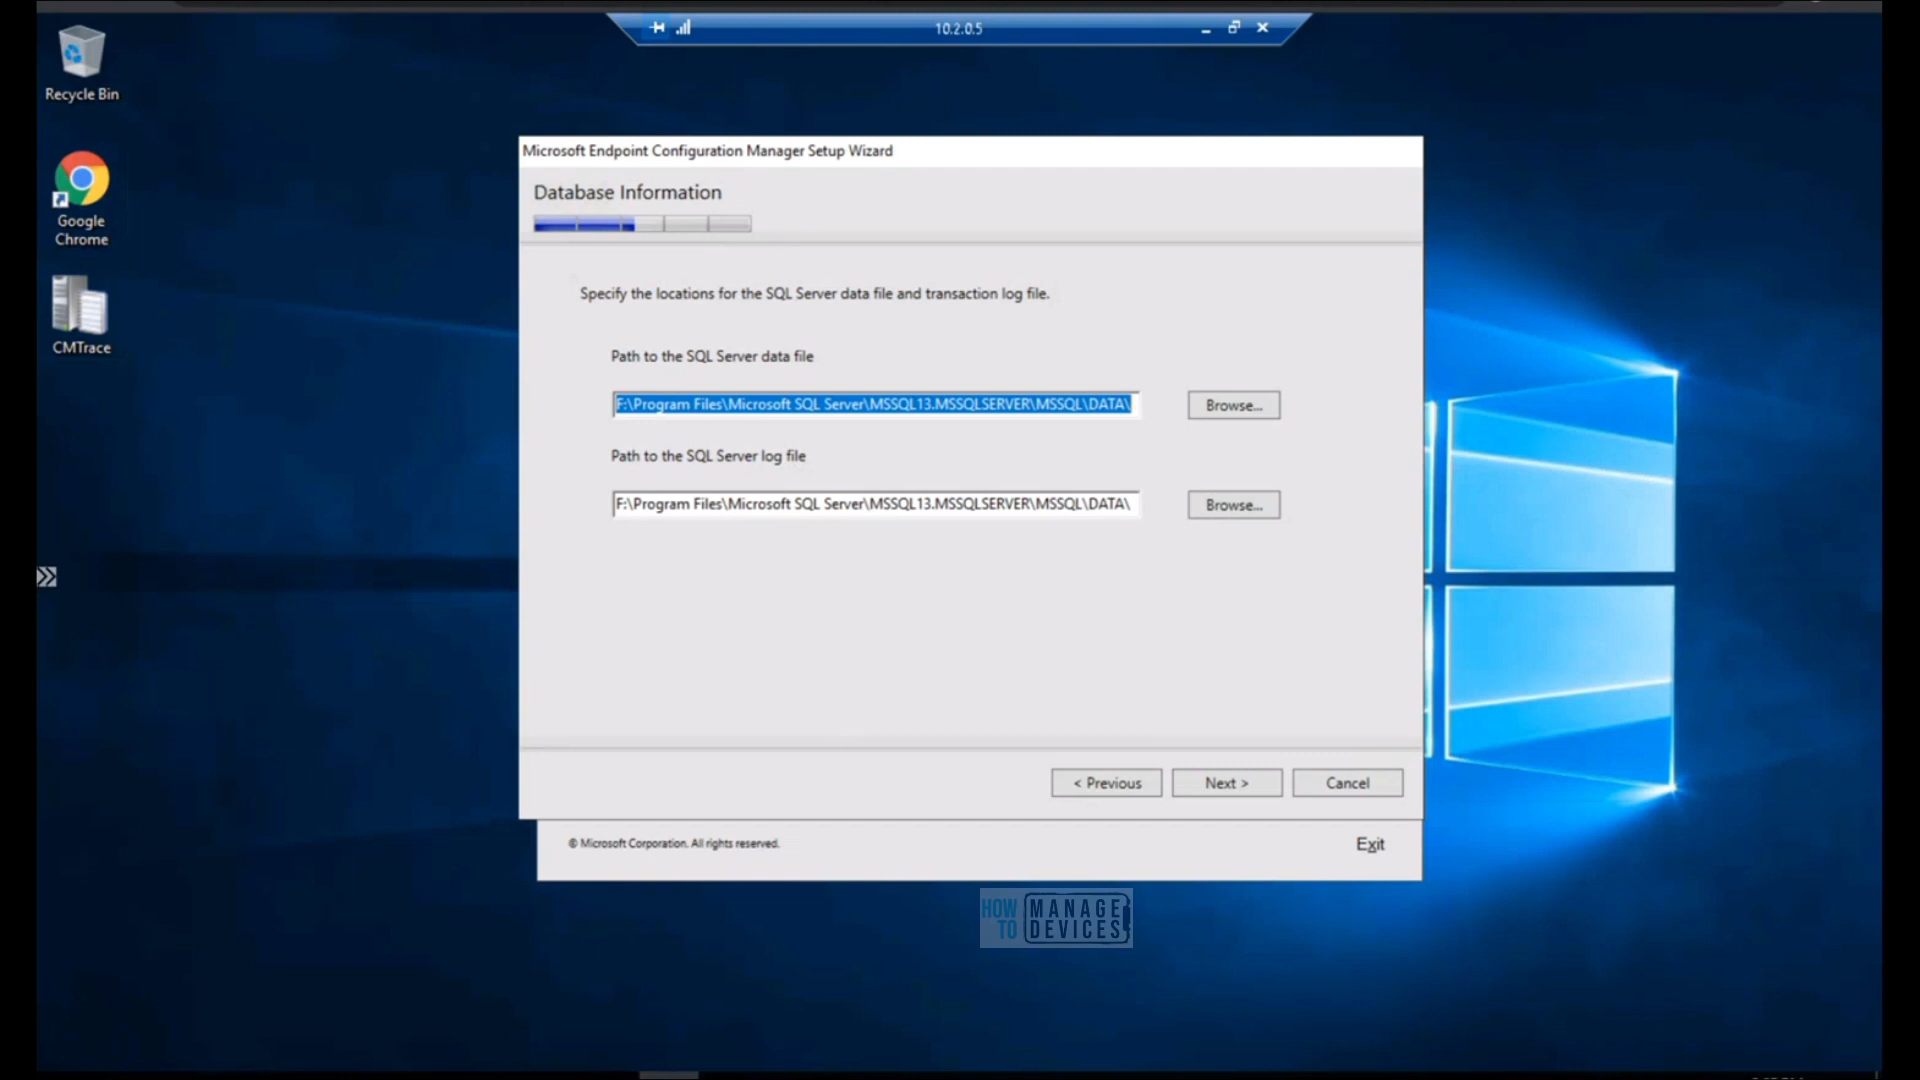 10.2.0.5
Recycle Bin
Google
Chrome
CMTrace
Microsoft Endpoint Configuration Manager Setup Wizard
Database Information
Specify the locations for the SQL Server data file and transaction log file.
Path to the SQL Server data file
F:\Program Files\Microsoft SQL Server\MSSQL13.MSSQLSERVER\MSSQL\DATA\
Browse...
Path to the SQL Server log file
F:\Program Files\Microsoft SQL Server\MSSQL13.MSSQLSERVER\MSSQL\DATA\
Browse...
< Previous
Next >
Cancel
© Microsoft Corporation. All rights reserved.
Exit
HOW TO
MANAGE DEVICES